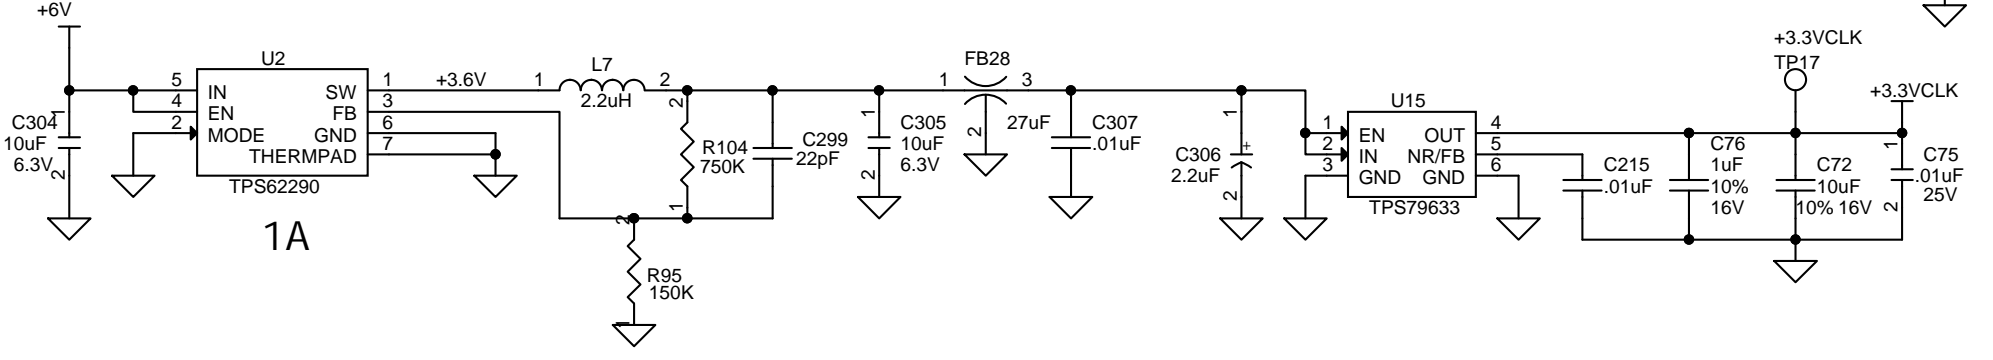 +6V
C304
10uF
6.3V
1
2
U2
5 IN SW 1
4 EN FB 3
2 MODE GND 6
THERMPAD 7
TPS62290
1A
+3.6V
1 L7 2
2.2uH
2
R104
750K
1
C299
22pF
2
R95
150K
1
1
C305
10uF
6.3V
2
FB28
1 3
2
27uF
C307
.01uF
1
+
C306
2.2uF
2
U15
1 EN OUT 4
2 IN NR/FB 5
3 GND GND 6
TPS79633
C215
.01uF
C76
1uF
10%
16V
+3.3VCLK
TP17
C72
10uF
10% 16V
+3.3VCLK
1
C75
.01uF
25V
2